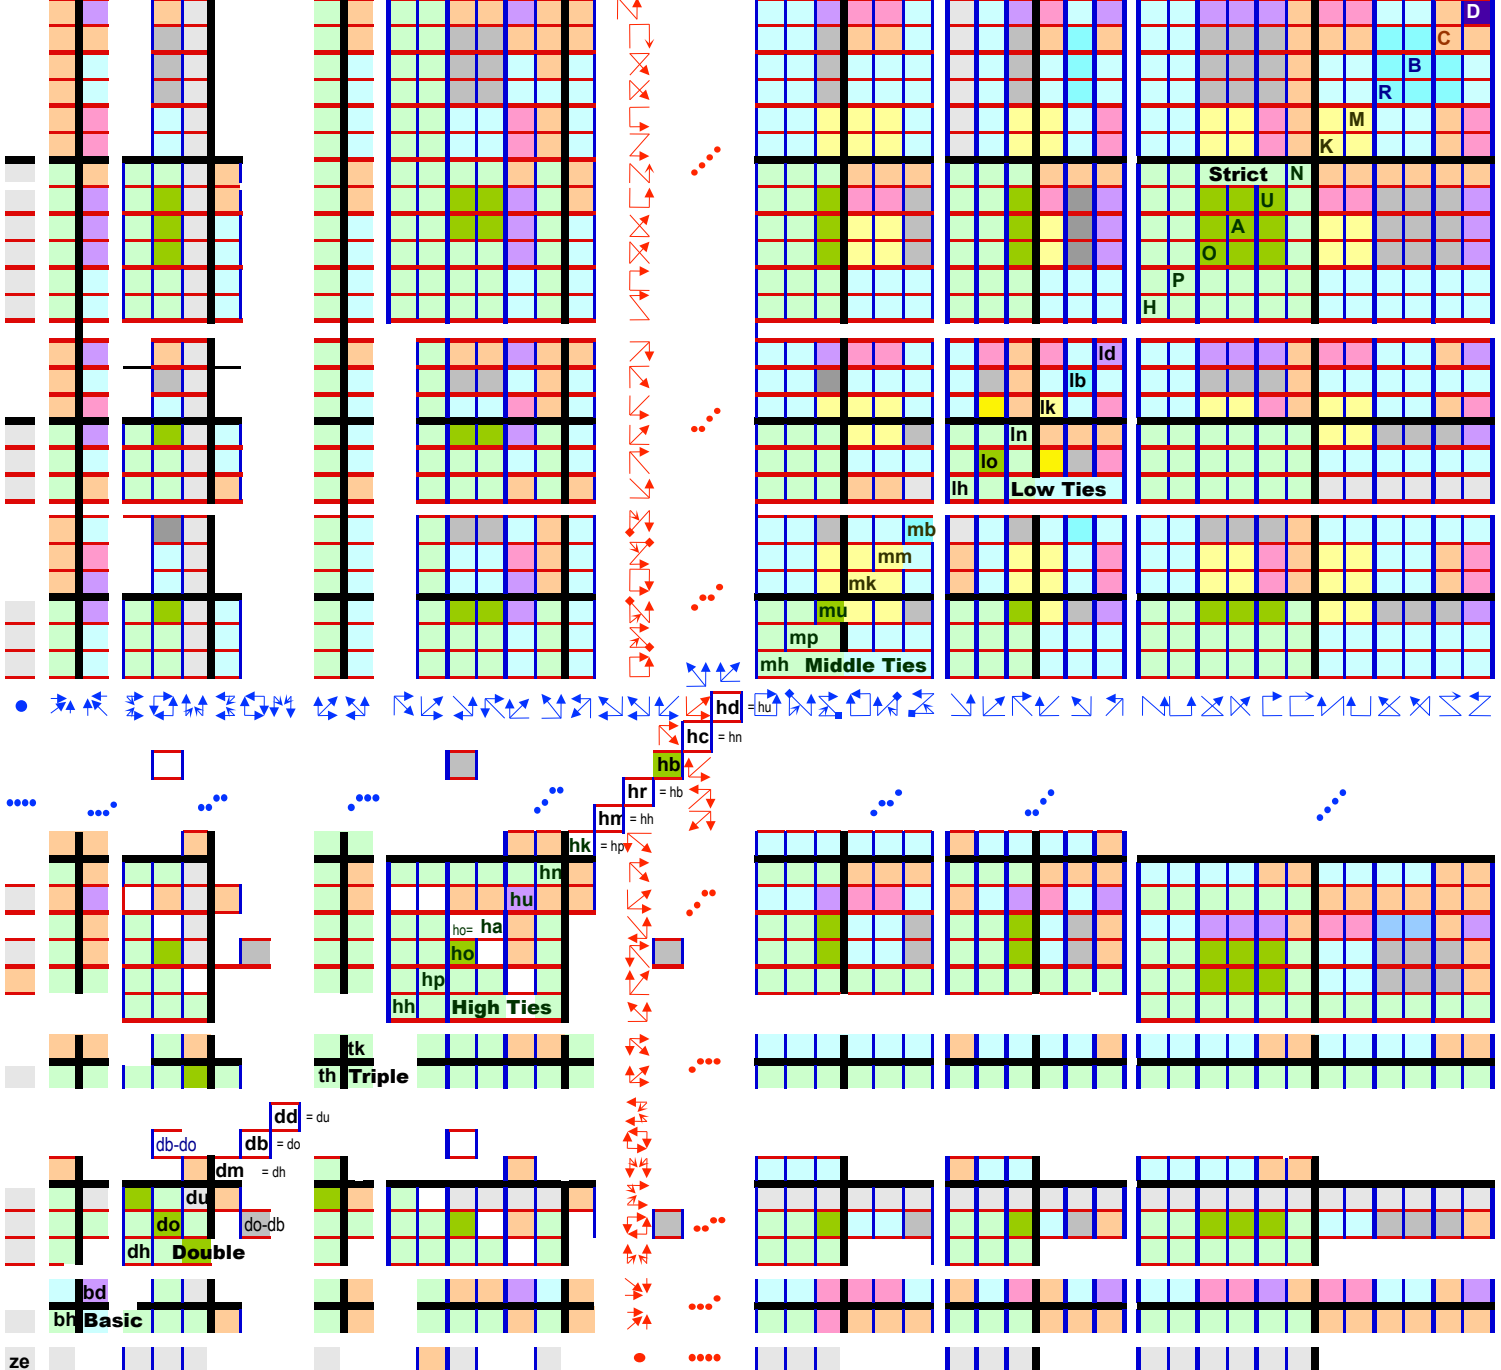 D
C
B
R
M
K
Strict N
U
A
O
P
H
ld
lb
lk
ln
lo
lh Low Ties
mb
mm
mk
mu
mp
mh Middle Ties
hd = hu
hc = hn
hb
hr = hb
hm = hh
hk = hp
hn
hu
ho= ha
ho
hp
hh High Ties
tk
th Triple
dd = du
db-do db = do
dm = dh
du
do do-db
dh Double
bd
bh Basic
ze